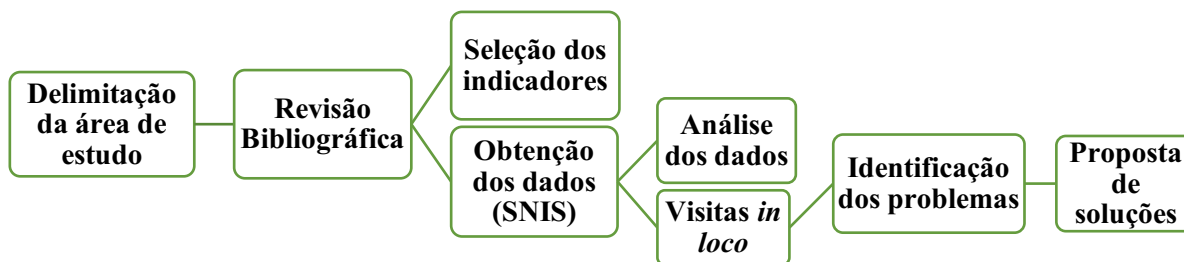 Delimitação
da área de
estudo
Revisão
Bibliográfica
Seleção dos
indicadores
Obtenção
dos dados
(SNIS)
Análise
dos dados
Visitas in
loco
Identificação
dos problemas
Proposta
de
soluções